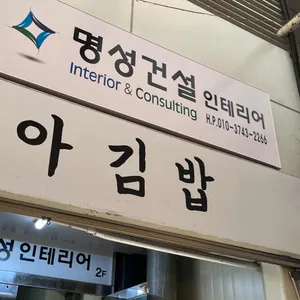 명성건설 인테리어
Interior & Consulting H.P.010-3743-2266
아김밥
성인테리어 2F